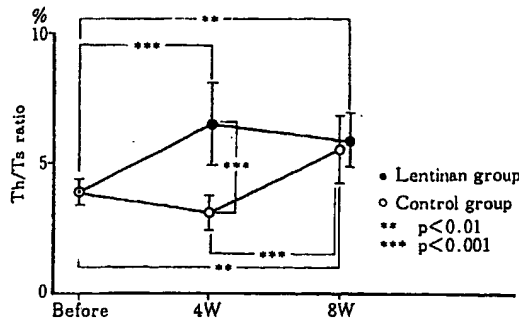 %
**
10
***
Th/Ts ratio
***
5
● Lentinan group
○ Control group
** p<0.01
*** p<0.001
***
**
0
Before 4W 8W